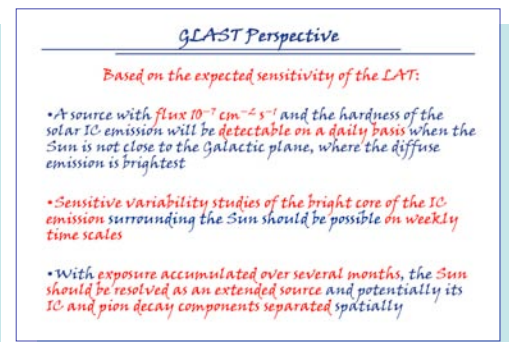 GLAST Perspective
Based on the expected sensitivity of the LAT:
•A source with flux 10⁻⁷ cm⁻² s⁻¹ and the hardness of the
solar IC emission will be detectable on a daily basis when the
Sun is not close to the Galactic plane, where the diffuse
emission is brightest
•Sensitive variability studies of the bright core of the IC
emission surrounding the Sun should be possible on weekly
time scales
•With exposure accumulated over several months, the Sun
should be resolved as an extended source and potentially its
IC and pion decay components separated spatially